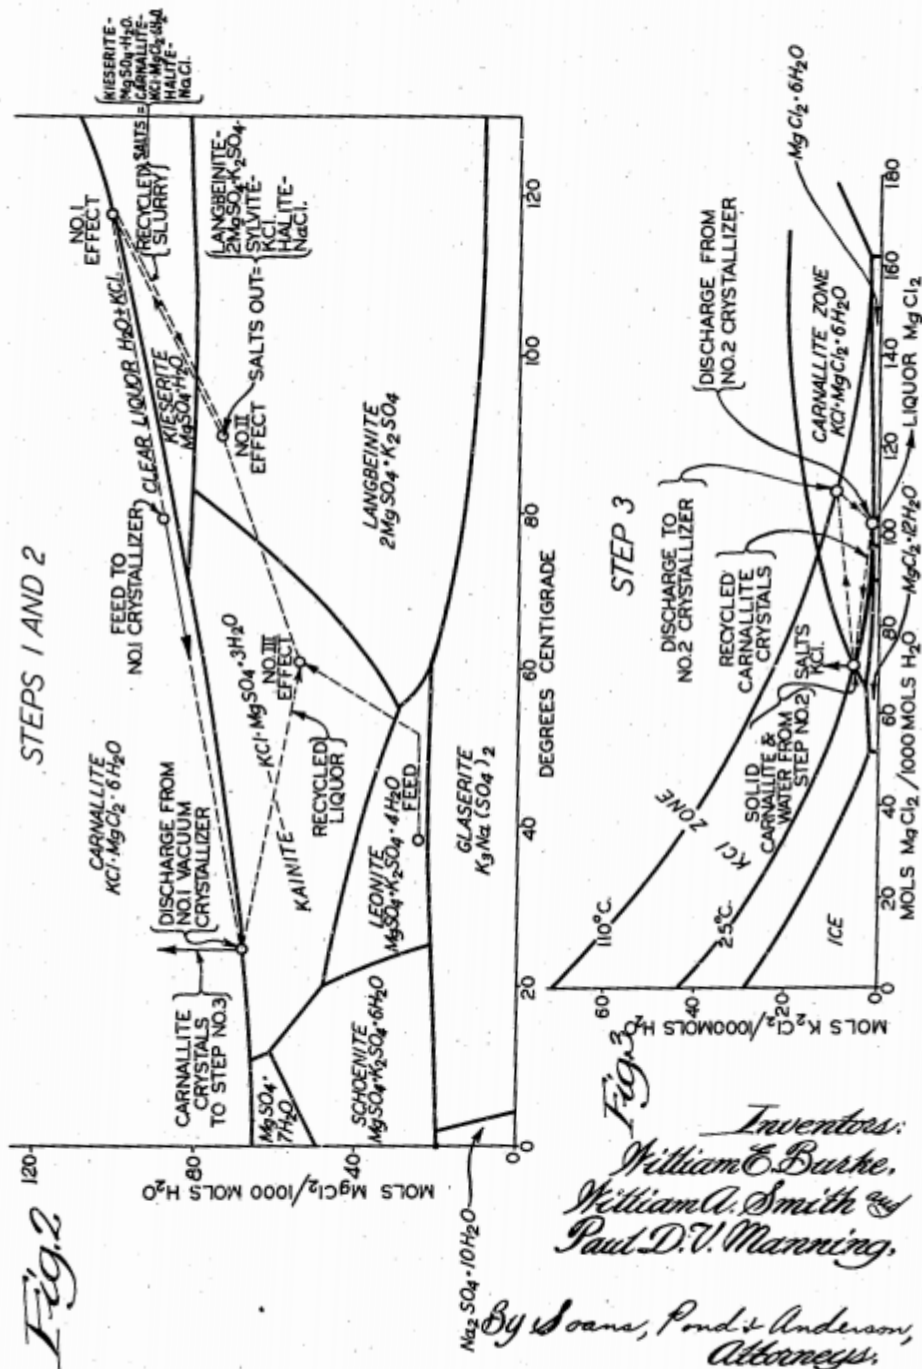 Fig.2
STEPS 1 AND 2
MOLS MgCl2/1000 MOLS H2O
120
80
40
0
0
20
40
60
80
100
120
DEGREES CENTIGRADE
CARNALLITE
CRYSTALS
TO STEP NO.3
DISCHARGE FROM
NO.1 VACUUM
CRYSTALLIZER
CARNALLITE
KCl·MgCl2·6H2O
FEED TO
NO.1 CRYSTALLIZER
CLEAR LIQUOR H2O+KCl
NO.I
EFFECT
RECYCLED
SLURRY
SALTS =
KIESERITE-
MgSO4·H2O.
CARNALLITE-
KCl·MgCl2·6H2O
HALITE-
NaCl.
KIESERITE
MgSO4·H2O
NO.II
EFFECT
SALTS OUT=
LANGBEINITE-
2MgSO4·K2SO4.
SYLVITE-
KCl.
HALITE-
NaCl.
KAINITE
KCl·MgSO4·3H2O
NO.III
EFFECT
RECYCLED
LIQUOR
LANGBEINITE
2MgSO4·K2SO4
MgSO4·
7H2O
SCHOENITE
MgSO4·K2SO4·6H2O
LEONITE
MgSO4·K2SO4·4H2O
FEED
GLASERITE
K3Na(SO4)2
Na2SO4·10H2O
Fig.3
STEP 3
MOLS K2Cl2/1000MOLS H2O
60
20
0
0
20
40
60
80
100
120
140
160
180
MOLS MgCl2/1000 MOLS H2O
110°C.
25°C.
ICE
KCl
ZONE
SOLID
CARNALLITE &
WATER FROM
STEP NO.2
SALTS
KCl.
RECYCLED
CARNALLITE
CRYSTALS
DISCHARGE TO
NO.2 CRYSTALLIZER
DISCHARGE FROM
NO.2 CRYSTALLIZER
CARNALLITE ZONE
KCl·MgCl2·6H2O
MgCl2·6H2O
MgCl2·12H2O
LIQUOR MgCl2
Inventors:
William E. Burke,
William A. Smith and
Paul D.V. Manning,
By Soans, Pond & Anderson,
Attorneys.